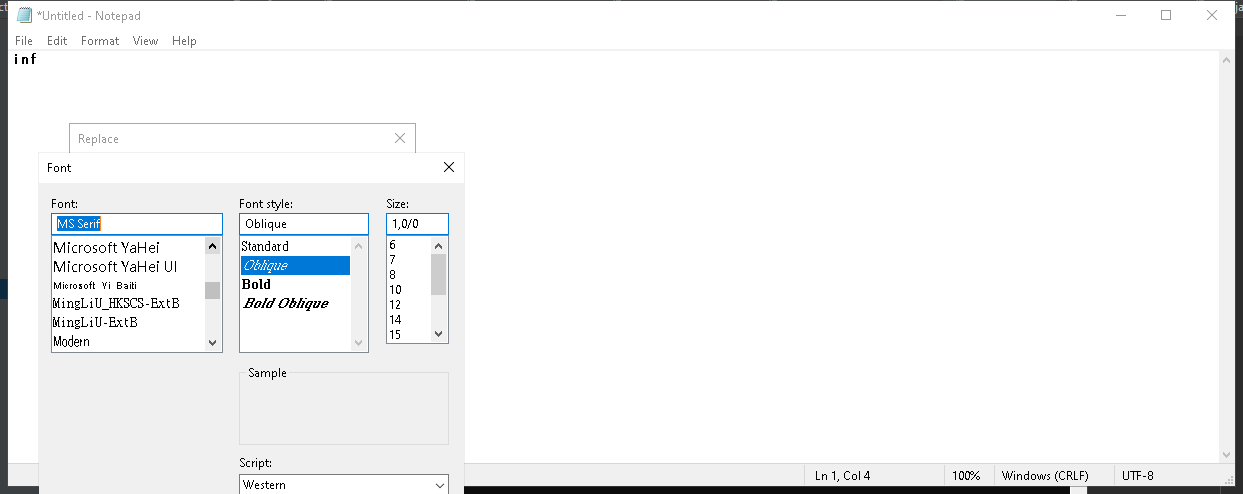 *Untitled - Notepad
File Edit Format View Help
inf
Replace
Font
Font: Font style: Size:
MS Serif Oblique 1,0/0
Microsoft YaHei Standard 6
Microsoft YaHei UI Oblique 7
Microsoft Yi Baiti Bold 8
MingLiU_HKSCS-ExtB Bold Oblique 10
MingLiU-ExtB 12
Modern 14
15
Sample
Script:
Western
Ln 1, Col 4 100% Windows (CRLF) UTF-8